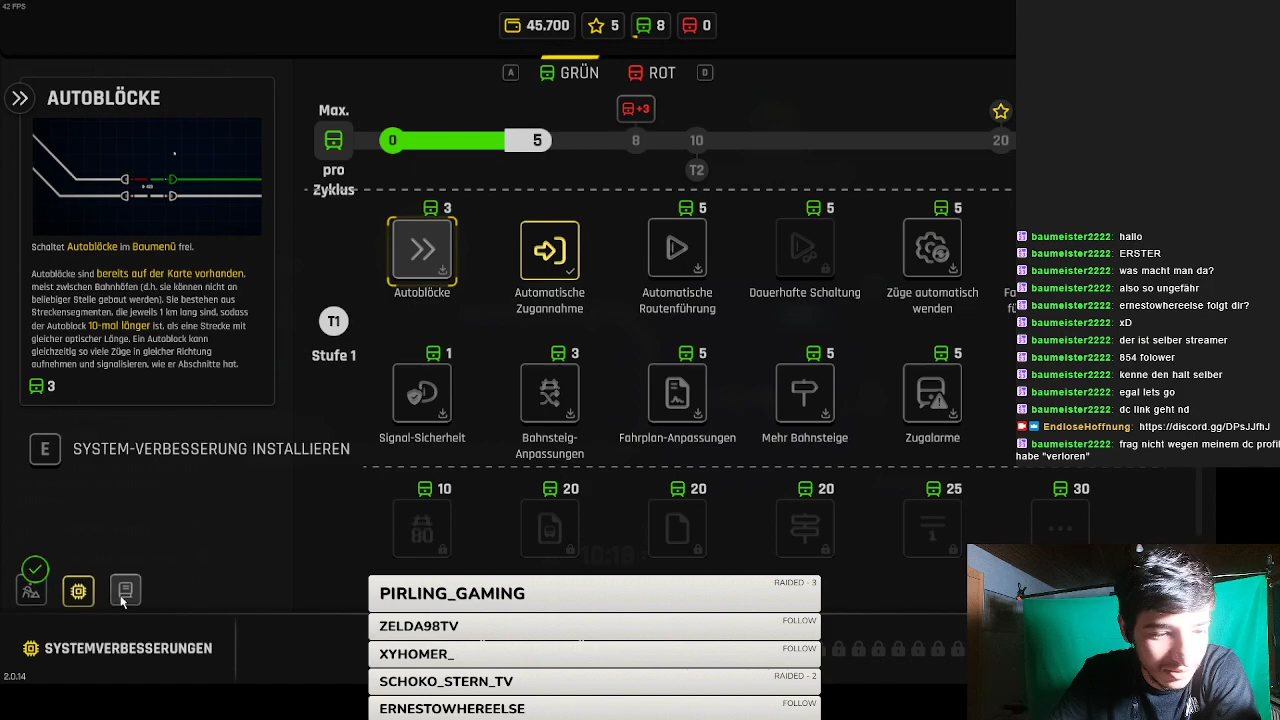 42 FPS
45.700 5 8 0
A GRÜN ROT D
AUTOBLÖCKE
Schaltet Autoblöcke im Baumenü frei.
Autoblöcke sind bereits auf der Karte vorhanden,
meist zwischen Bahnhöfen (d.h. sie können nicht an
beliebiger Stelle gebaut werden). Sie bestehen aus
Streckensegmenten, die jeweils 1 km lang sind, sodass
der Autoblock 10-mal länger ist, als eine Strecke mit
gleicher optischer Länge. Ein Autoblock kann
gleichzeitig so viele Züge in gleicher Richtung
aufnehmen und signalisieren, wie er Abschnitte hat.
3
E SYSTEM-VERBESSERUNG INSTALLIEREN
Max.
pro
Zyklus
+3
0 5 8 10 20
T2
3 5 5 5
Autoblöcke
Automatische
Zugannahme
Automatische
Routenführung
Dauerhafte Schaltung
Züge automatisch
wenden
T1
Stufe 1
1 3 5 5 5
Signal-Sicherheit
Bahnsteig-
Anpassungen
Fahrplan-Anpassungen
Mehr Bahnsteige
Zugalarme
10 20 20 20 25 30
80
1
10:18
SYSTEMVERBESSERUNGEN
2.0.14
baumeister2222: hallo
baumeister2222: ERSTER
baumeister2222: was macht man da?
baumeister2222: also so ungefähr
baumeister2222: ernestowhereelse folgt dir?
baumeister2222: xD
baumeister2222: der ist selber streamer
baumeister2222: 854 folower
baumeister2222: kenne den halt selber
baumeister2222: egal lets go
baumeister2222: dc link geht nd
EndloseHoffnung: https://discord.gg/DPsJJfhJ
baumeister2222: frag nicht wegen meinem dc profil
habe "verloren"
PIRLING_GAMING RAIDED - 3
ZELDA98TV FOLLOW
XYHOMER_ FOLLOW
SCHOKO_STERN_TV RAIDED - 2
ERNESTOWHEREELSE FOLLOW